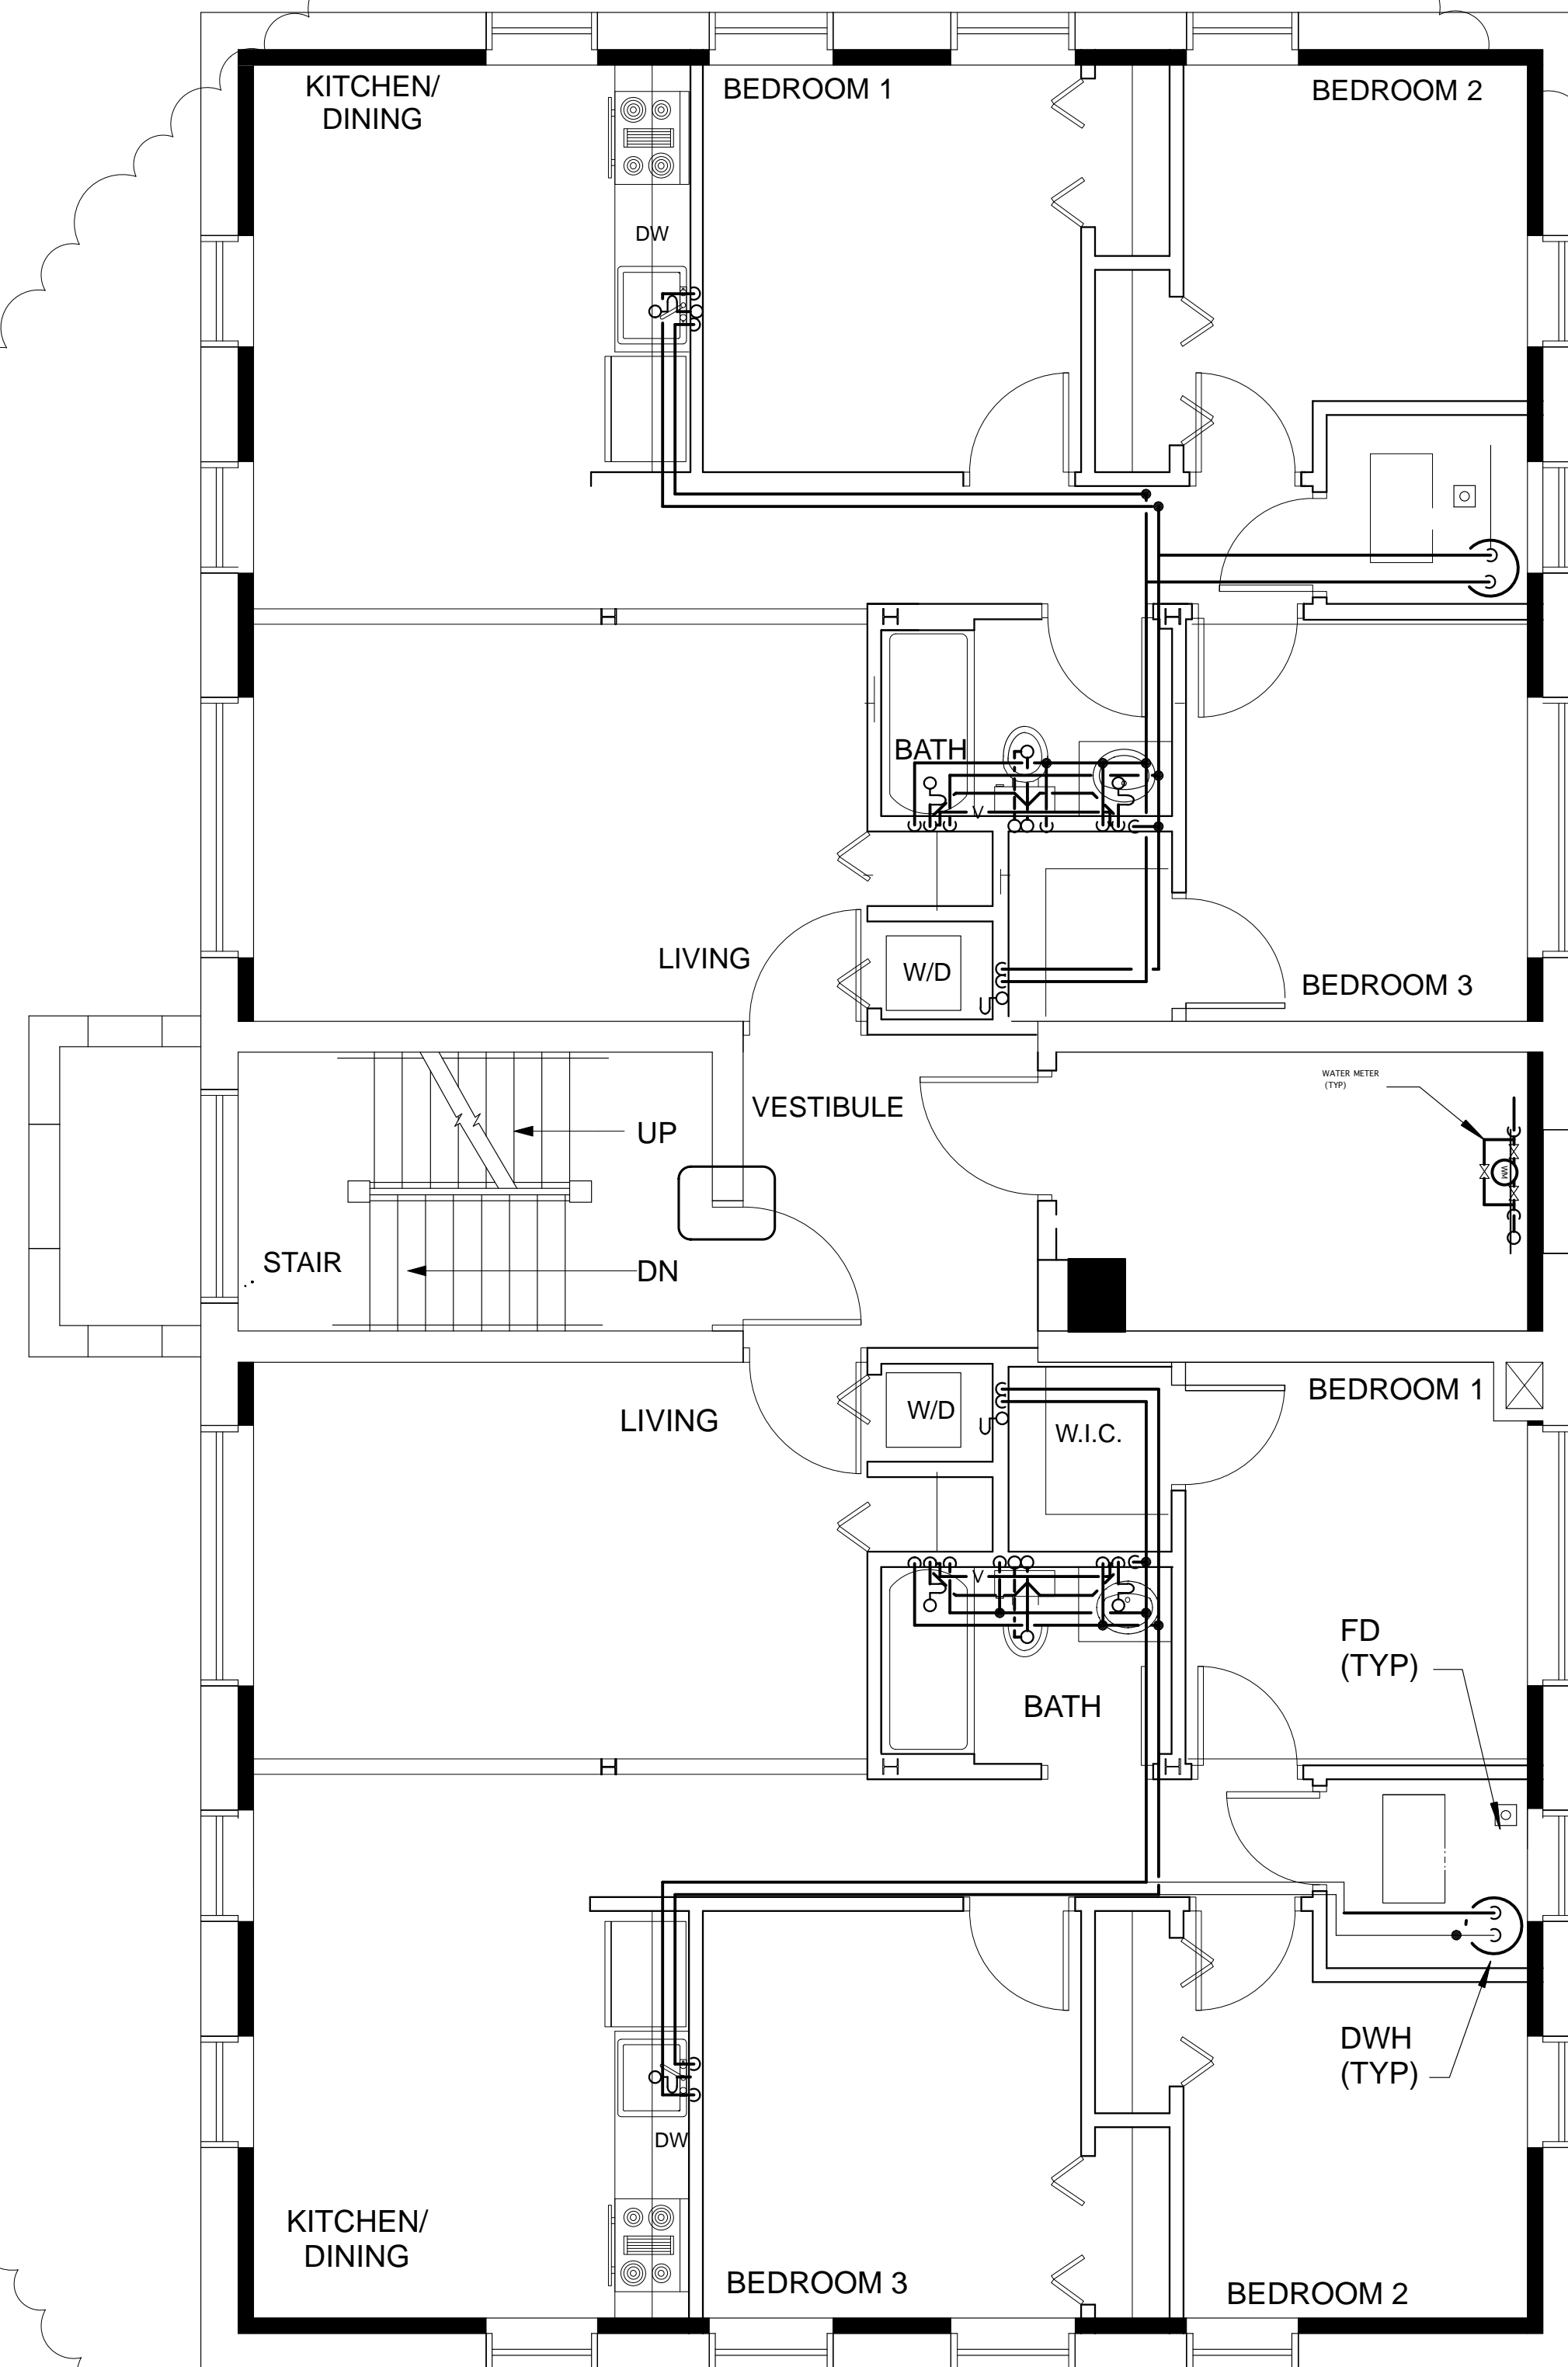 KITCHEN/
DINING
BEDROOM 1
BEDROOM 2
DW
BATH
V
LIVING
W/D
BEDROOM 3
WATER METER
(TYP)
VESTIBULE
UP
WM
STAIR
DN
LIVING
W/D
W.I.C.
BEDROOM 1
V
FD
(TYP)
BATH
DWH
(TYP)
DW
KITCHEN/
DINING
BEDROOM 3
BEDROOM 2